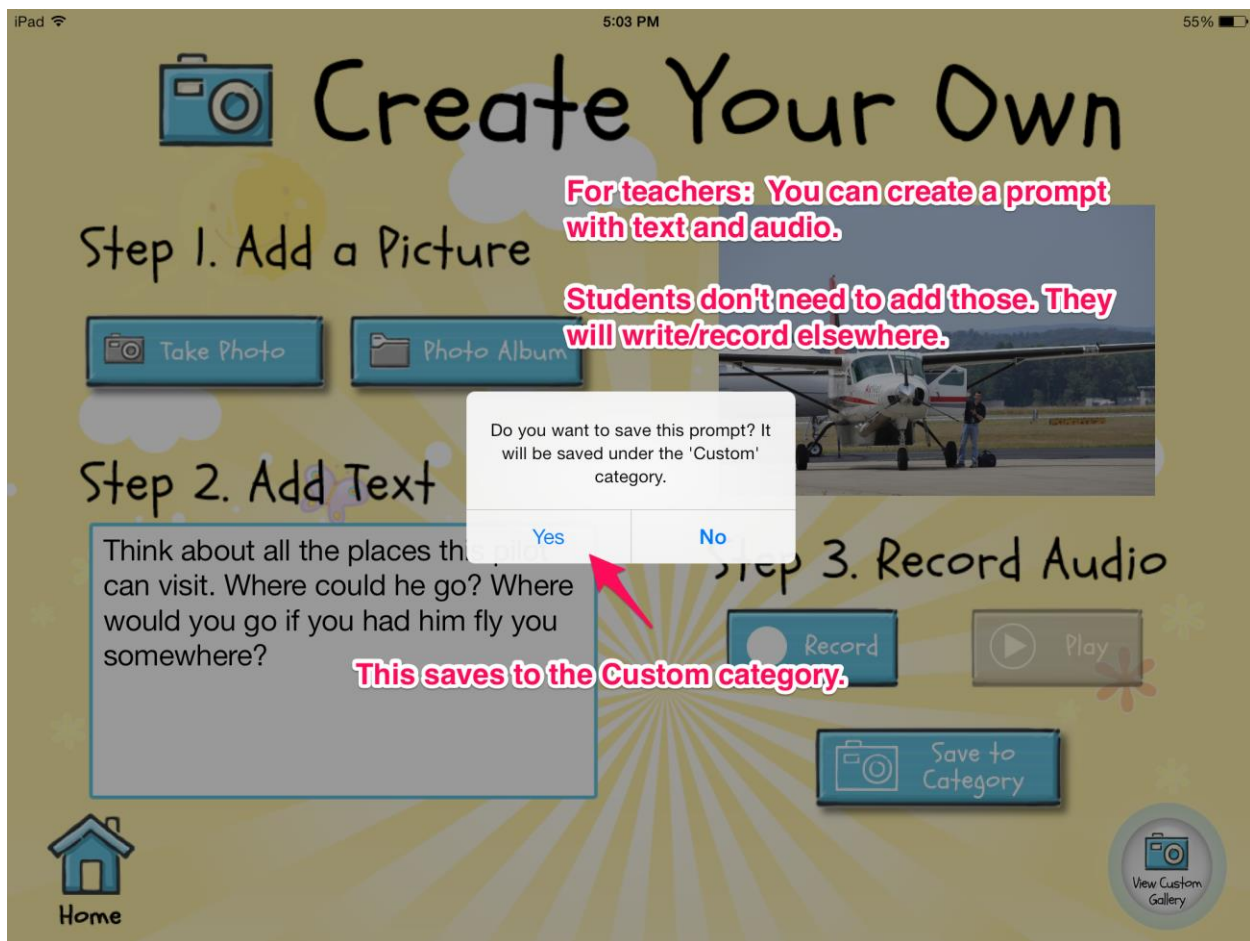 iPad
5:03 PM
55%
Create Your Own
For teachers: You can create a prompt
with text and audio.
Step 1. Add a Picture
Students don't need to add those. They
will write/record elsewhere.
Take Photo
Photo Album
Do you want to save this prompt? It
will be saved under the 'Custom'
category.
Yes
No
Step 2. Add Text
Think about all the places this pilot
can visit. Where could he go? Where
would you go if you had him fly you
somewhere?
Step 3. Record Audio
Record
Play
This saves to the Custom category.
Save to
Category
Home
View Custom
Gallery